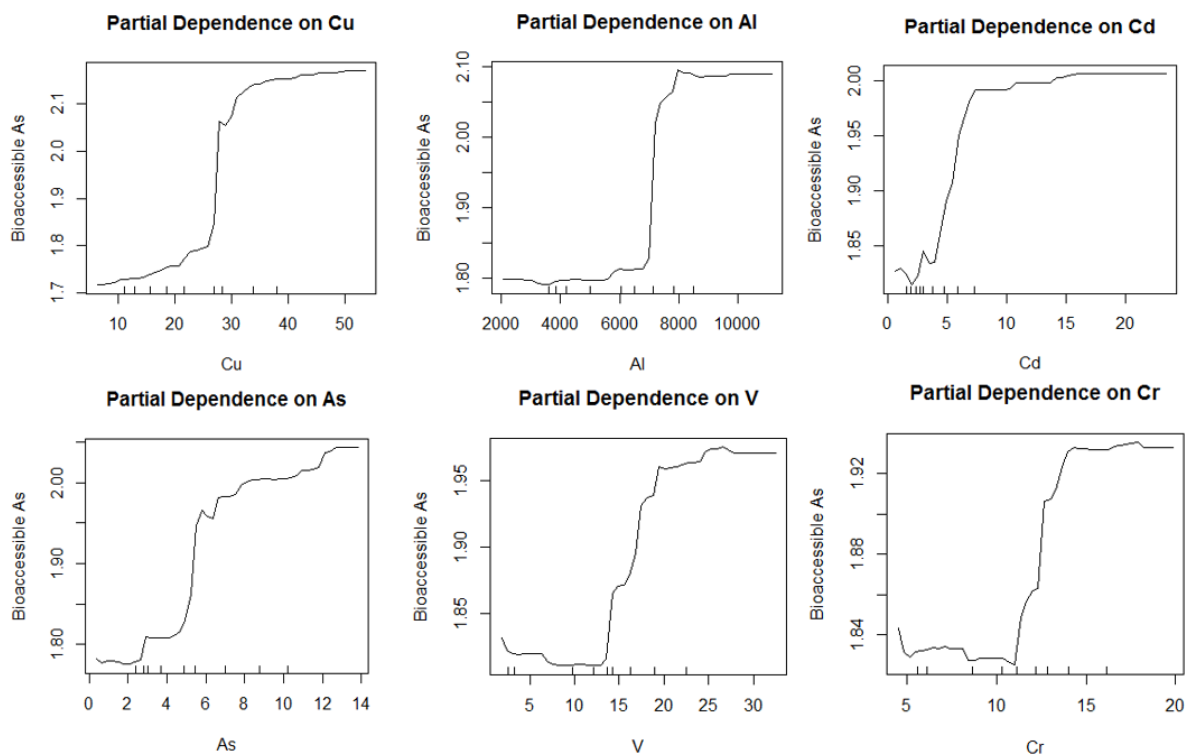 Partial Dependence on Cu
Bioaccessible As
1.7 1.8 1.9 2.0 2.1
10 20 30 40 50
Cu
Partial Dependence on Al
Bioaccessible As
1.80 1.90 2.00 2.10
2000 4000 6000 8000 10000
Al
Partial Dependence on Cd
Bioaccessible As
1.85 1.90 1.95 2.00
0 5 10 15 20
Cd
Partial Dependence on As
Bioaccessible As
1.80 1.90 2.00
0 2 4 6 8 10 12 14
As
Partial Dependence on V
Bioaccessible As
1.85 1.90 1.95
5 10 15 20 25 30
V
Partial Dependence on Cr
Bioaccessible As
1.84 1.88 1.92
5 10 15 20
Cr